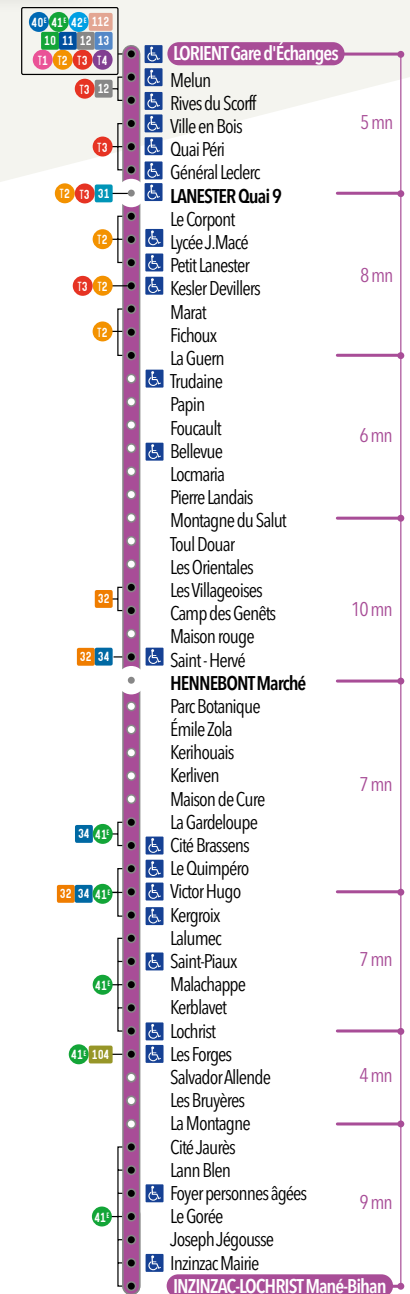 40E 41E 42E 112
10 11 12 13
T1 T2 T3 T4
LORIENT Gare d'Échanges
Melun
T3 12
Rives du Scorff
Ville en Bois
5 mn
T3
Quai Péri
Général Leclerc
T2 T3 31
LANESTER Quai 9
Le Corpont
T2
Lycée J.Macé
Petit Lanester
8 mn
T3 T2
Kesler Devillers
Marat
T2
Fichoux
La Guern
Trudaine
Papin
Foucault
6 mn
Bellevue
Locmaria
Pierre Landais
Montagne du Salut
Toul Douar
Les Orientales
Les Villageoises
32
10 mn
Camp des Genêts
Maison rouge
32 34
Saint-Hervé
HENNEBONT Marché
Parc Botanique
Émile Zola
Kerihouais
Kerliven
7 mn
Maison de Cure
La Gardeloupe
34 41E
Cité Brassens
Le Quimpéro
32 34 41E
Victor Hugo
Kergroix
Lalumec
Saint-Piaux
7 mn
41E
Malachappe
Kerblavet
Lochrist
41E 104
Les Forges
Salvador Allende
4 mn
Les Bruyères
La Montagne
Cité Jaurès
Lann Blen
Foyer personnes âgées
9 mn
41E
Le Gorée
Joseph Jégousse
Inzinzac Mairie
INZINZAC-LOCHRIST Mané-Bihan